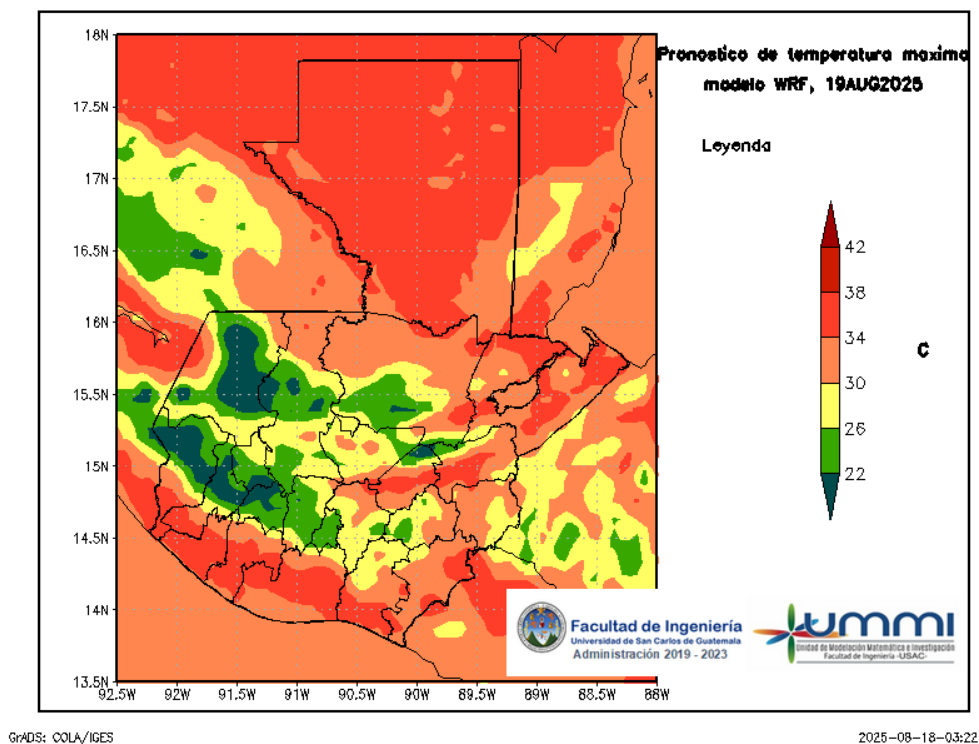 Pronostico de temperatura maxima
modelo WRF, 19AUG2025
Leyenda
18N
17.5N
17N
16.5N
16N
15.5N
15N
14.5N
14N
13.5N
92.5W
92W
91.5W
91W
90.5W
90W
89.5W
89W
88.5W
88W
42
38
34
30
26
22
C
Facultad de Ingeniería
Universidad de San Carlos de Guatemala
Administración 2019 - 2023
UMMI
Unidad de Modelación Matemática e Investigación
Facultad de Ingeniería -USAC-
GrADS: COLA/IGES
2025-08-18-03:22